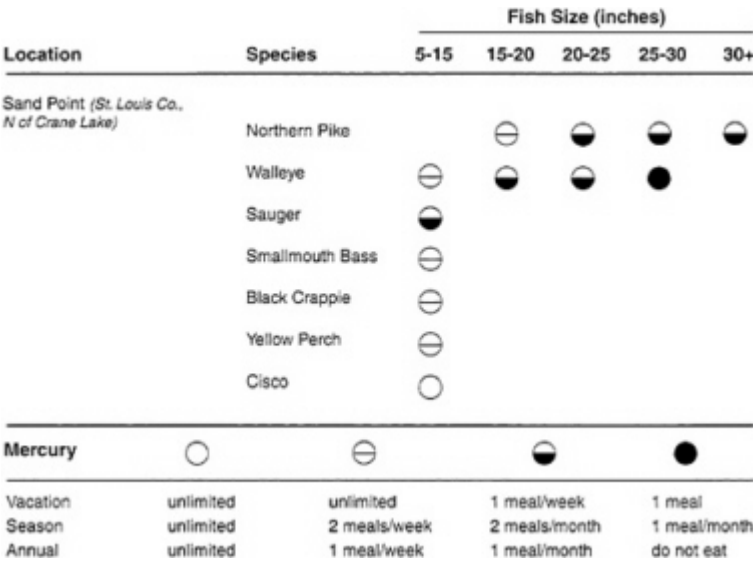 Fish Size (inches)
Location Species 5-15 15-20 20-25 25-30 30+
Sand Point (St. Louis Co.,
N of Crane Lake)
Northern Pike
Walleye
Sauger
Smallmouth Bass
Black Crappie
Yellow Perch
Cisco
Mercury
Vacation unlimited unlimited 1 meal/week 1 meal
Season unlimited 2 meals/week 2 meals/month 1 meal/month
Annual unlimited 1 meal/week 1 meal/month do not eat